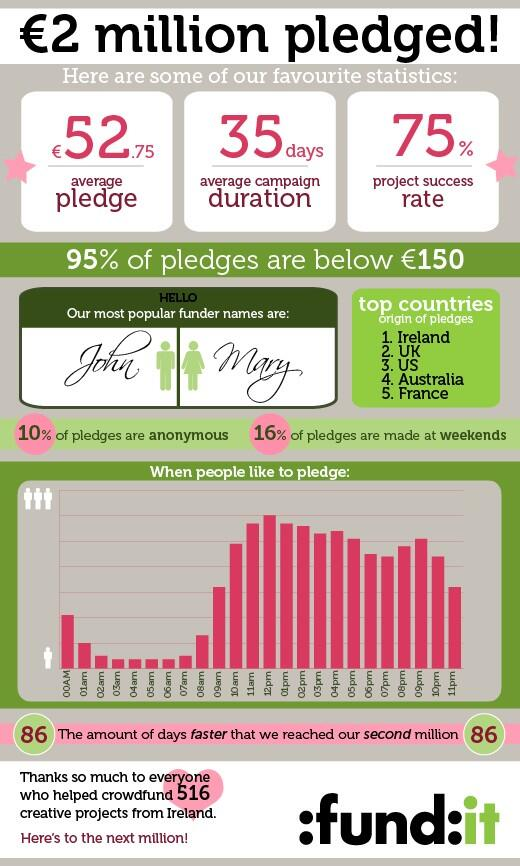 €2 million pledged!
Here are some of our favourite statistics:
€52.75
average
pledge
35 days
average campaign
duration
75%
project success
rate
95% of pledges are below €150
HELLO
Our most popular funder names are:
John
Mary
top countries
origin of pledges
1. Ireland
2. UK
3. US
4. Australia
5. France
10% of pledges are anonymous
16% of pledges are made at weekends
When people like to pledge:
00AM 01am 02am 03am 04am 05am 06am 07am 08am 09am 10am 11am 12pm 01pm 02pm 03pm 04pm 05pm 06pm 07pm 08pm 09pm 10pm 11pm
86 The amount of days faster that we reached our second million 86
Thanks so much to everyone
who helped crowdfund 516
creative projects from Ireland.
Here's to the next million!
:fund:it